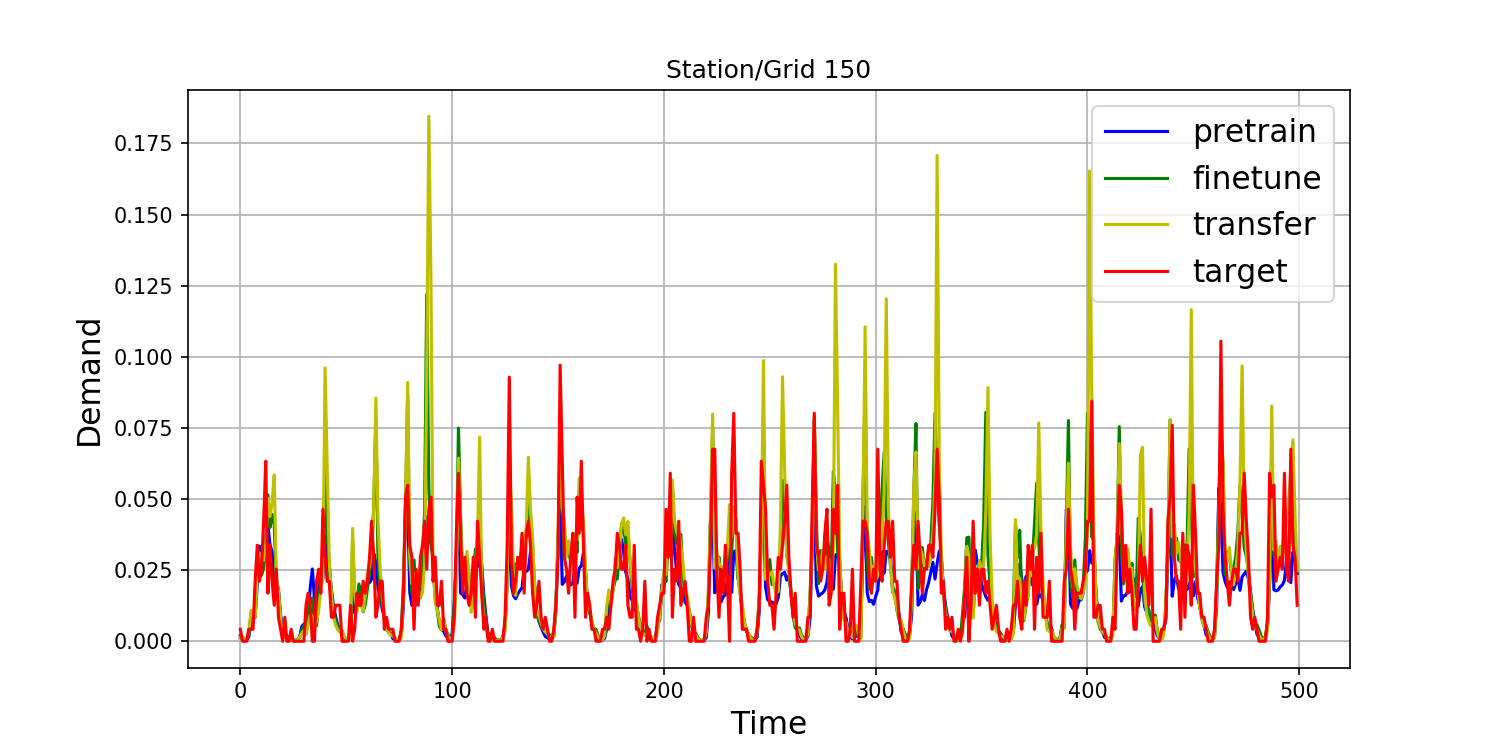 Station/Grid 150
0.175
0.150
0.125
0.100
0.075
0.050
0.025
0.000
Demand
0 100 200 300 400 500
Time
pretrain
finetune
transfer
target